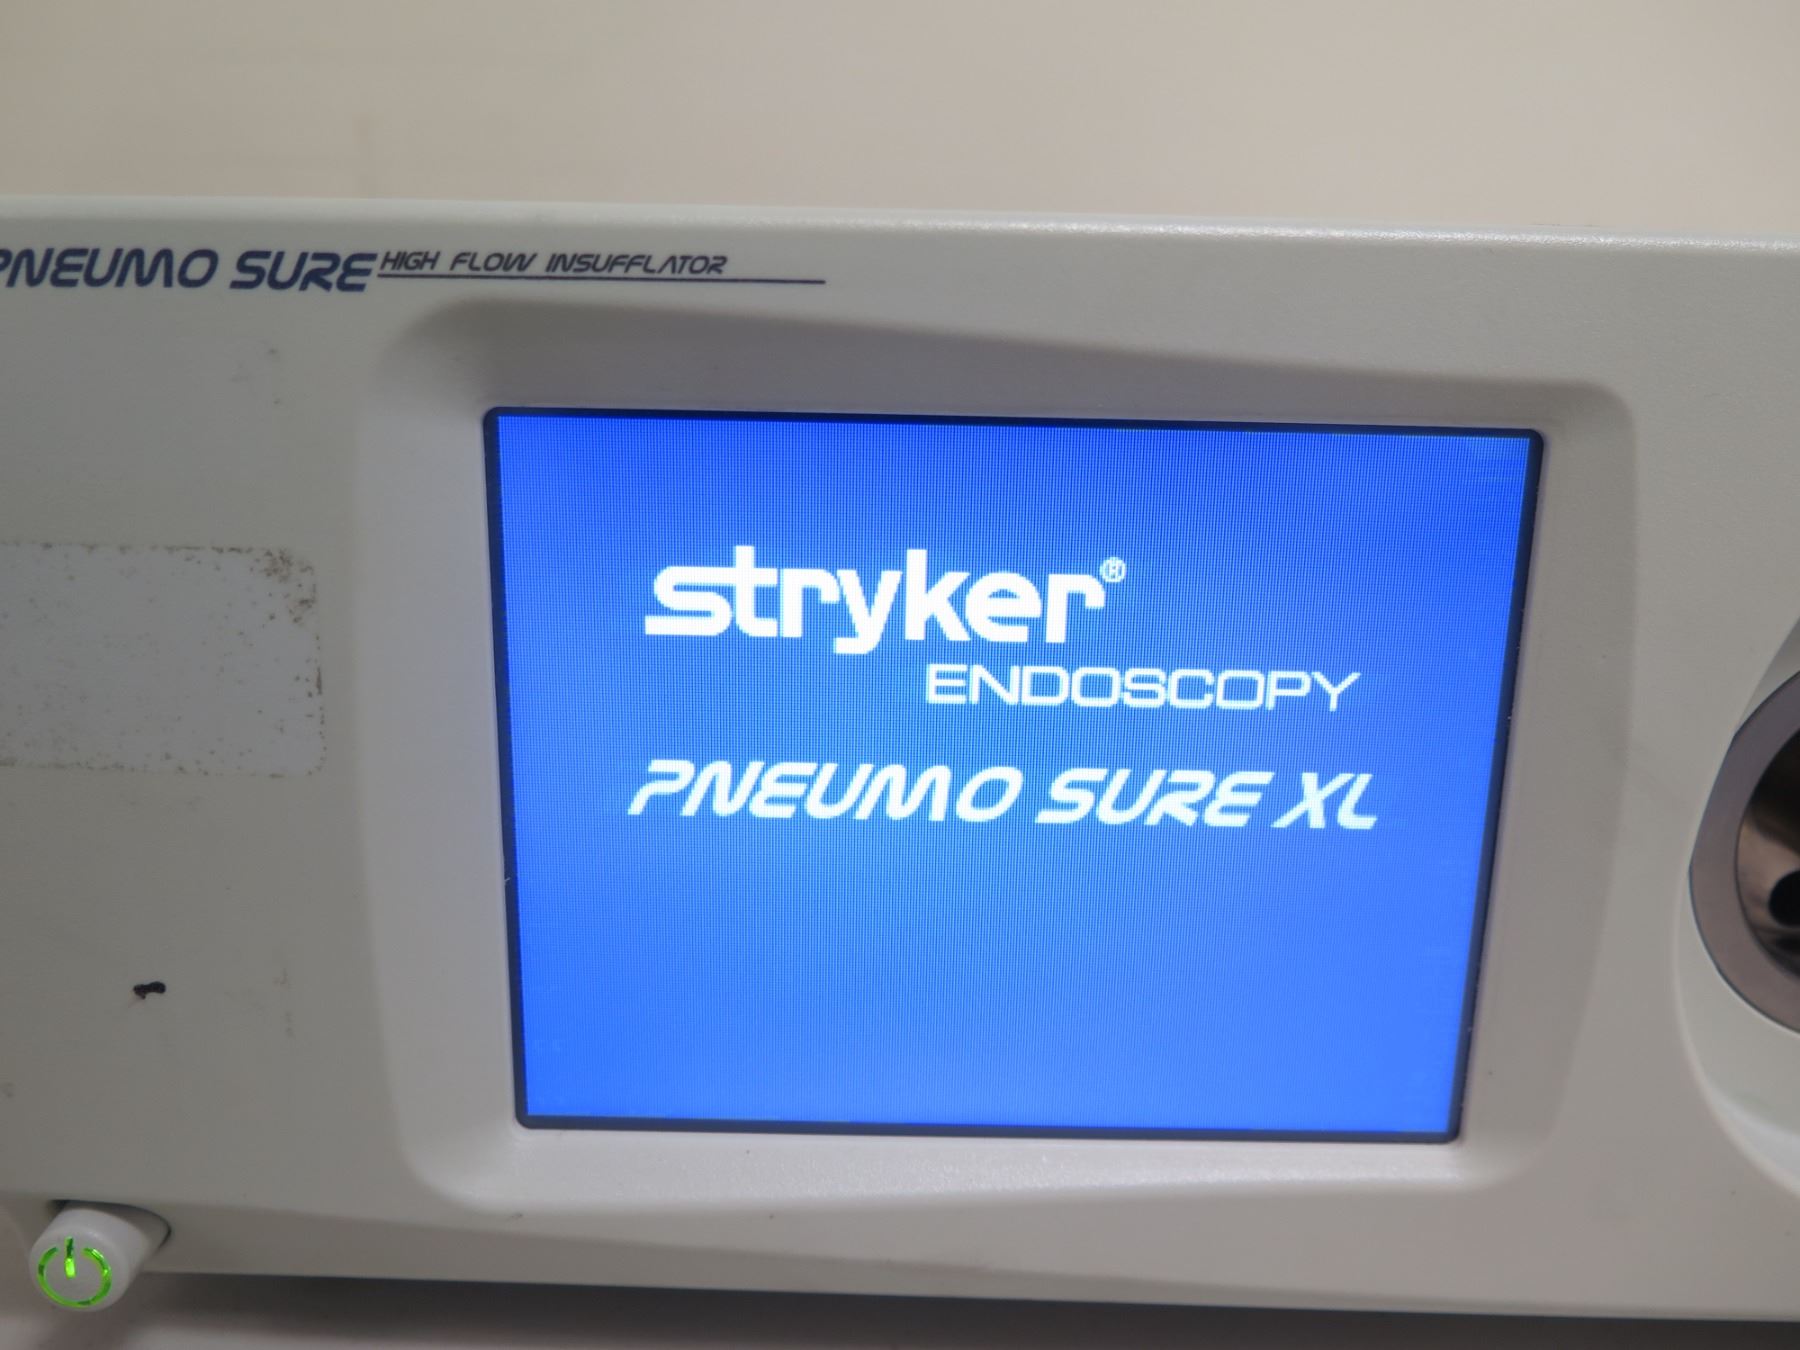 PNEUMO SURE HIGH FLOW INSUFFLATOR
stryker®
ENDOSCOPY
PNEUMO SURE XL